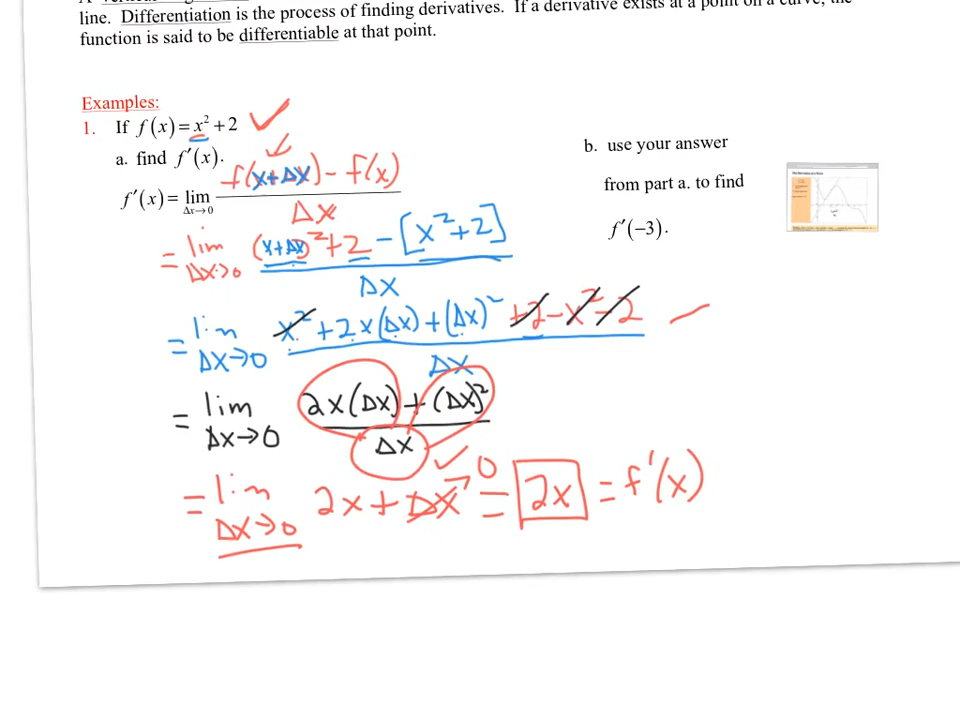 line. Differentiation is the process of finding derivatives. If a derivative exists at a point on a curve, the
function is said to be differentiable at that point.
Examples:
1. If f(x)=x²+2
a. find f′(x).
f′(x)= lim Δx→0 f(x+Δx)-f(x) / Δx
= lim Δx→0 (x+Δx)²+2-[x²+2] / Δx
= lim Δx→0 x²+2x(Δx)+(Δx)²+2-x²-2 / Δx
= lim Δx→0 2x(Δx)+(Δx)² / Δx
= lim Δx→0 2x+Δx → 0 = 2x = f'(x)
b. use your answer
from part a. to find
f′(−3).